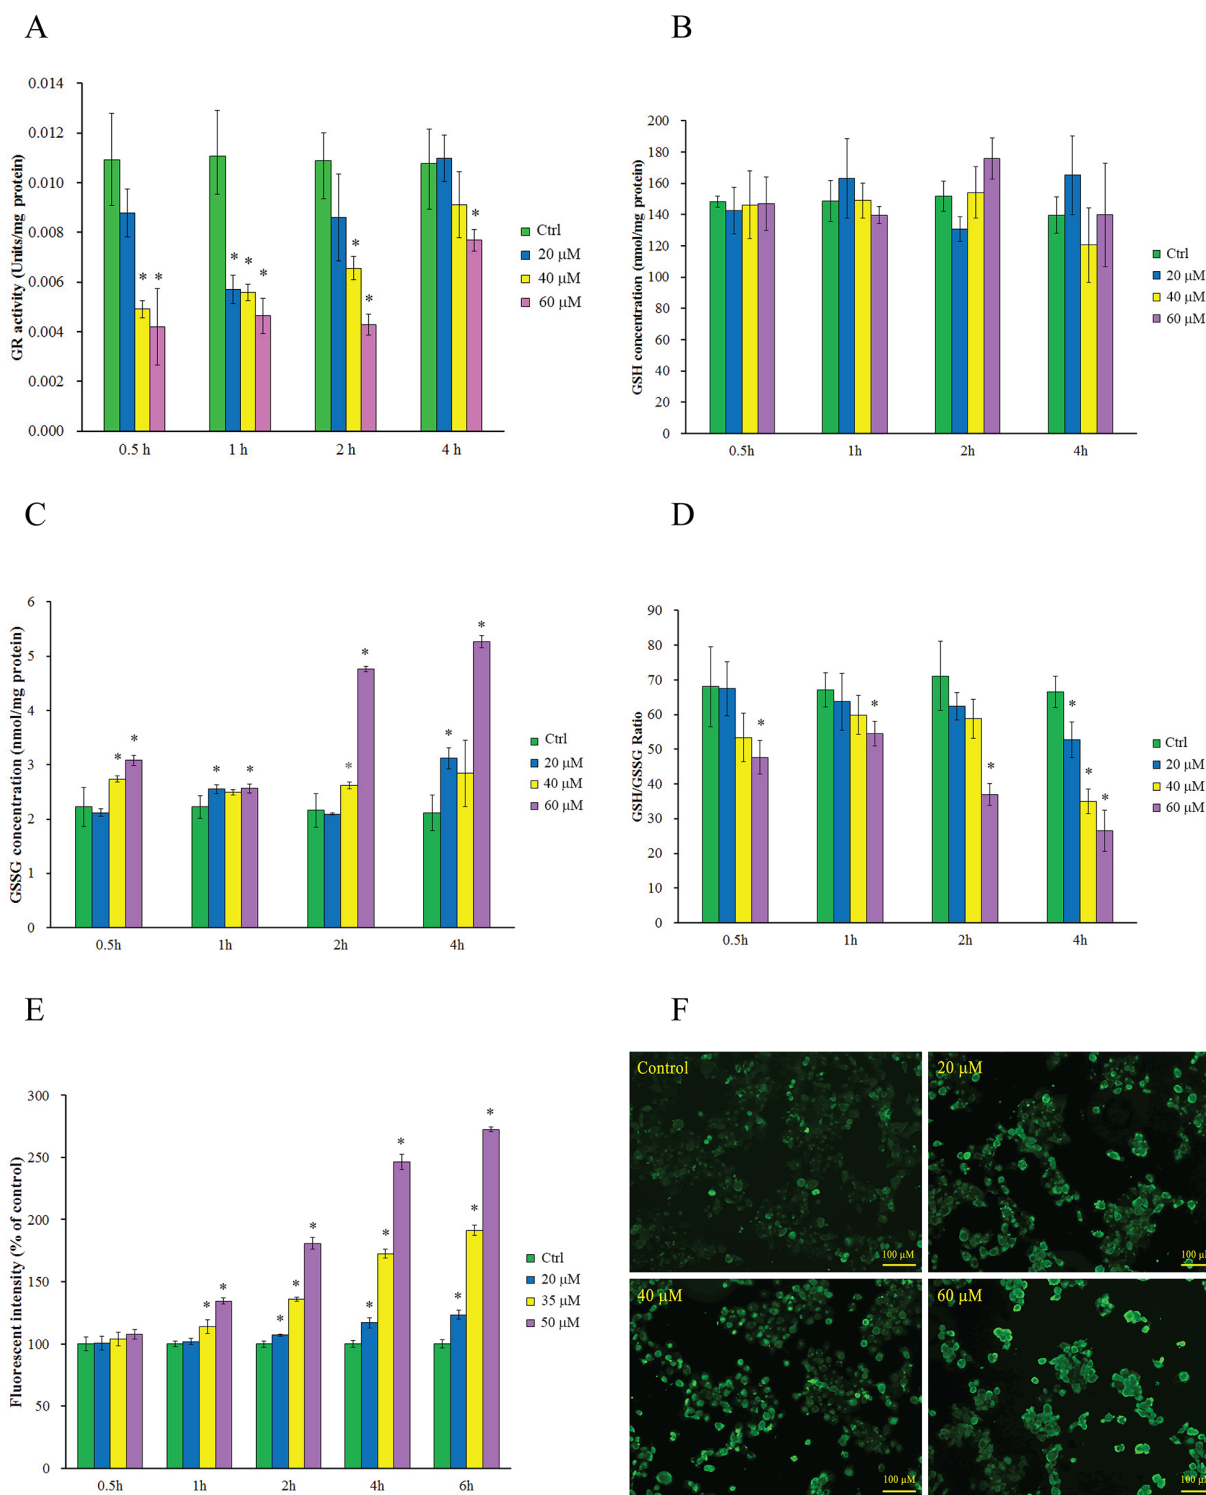 A
GR activity (Units/mg protein)
0.014
0.012
0.010
0.008
0.006
0.004
0.002
0.000
* *
* * *
* *
*
0.5 h 1 h 2 h 4 h
Ctrl
20 µM
40 µM
60 µM
B
GSH concentration (nmol/mg protein)
200
180
160
140
120
100
80
60
40
20
0
0.5h 1h 2h 4h
Ctrl
20 µM
40 µM
60 µM
C
GSSG concentration (nmol/mg protein)
6
5
4
3
2
1
0
* *
* *
* *
* *
0.5h 1h 2h 4h
Ctrl
20 µM
40 µM
60 µM
D
GSH/GSSG Ratio
90
80
70
60
50
40
30
20
10
0
*
*
*
* * *
0.5h 1h 2h 4h
Ctrl
20 µM
40 µM
60 µM
E
Fluorescent intensity (% of control)
300
250
200
150
100
50
0
* *
* * *
* * *
* * *
0.5h 1h 2h 4h 6h
Ctrl
20 µM
35 µM
50 µM
F
Control
100 µM
20 µM
100 µM
40 µM
100 µM
60 µM
100 µM